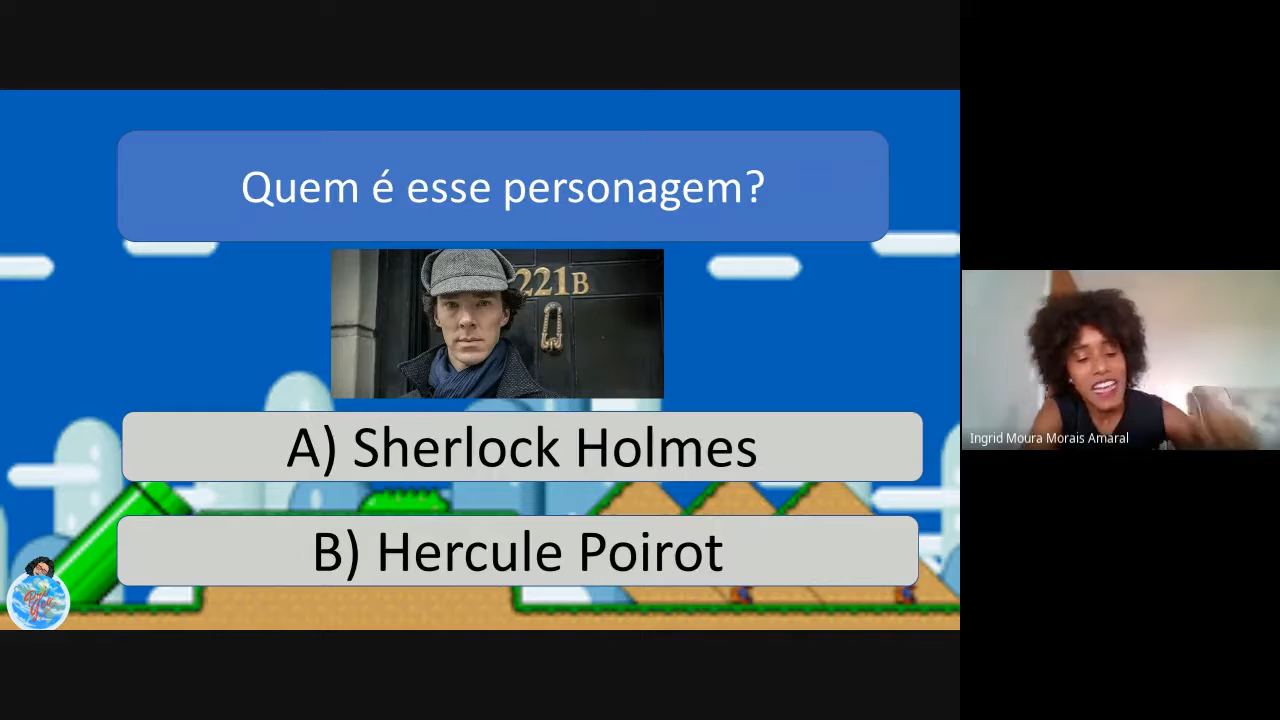 Quem é esse personagem?
221B
A) Sherlock Holmes
B) Hercule Poirot
Ingrid Moura Morais Amaral